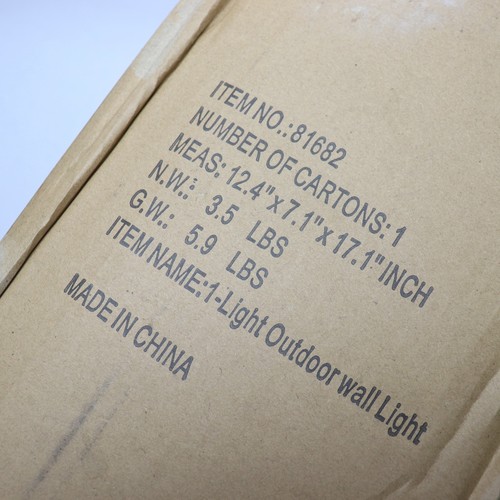 ITEM NO.:81682
NUMBER OF CARTONS: 1
MEAS: 12.4"x7.1"x17.1"INCH
N.W.: 3.5 LBS
G.W.: 5.9 LBS
ITEM NAME:1-Light Outdoor wall Light
MADE IN CHINA